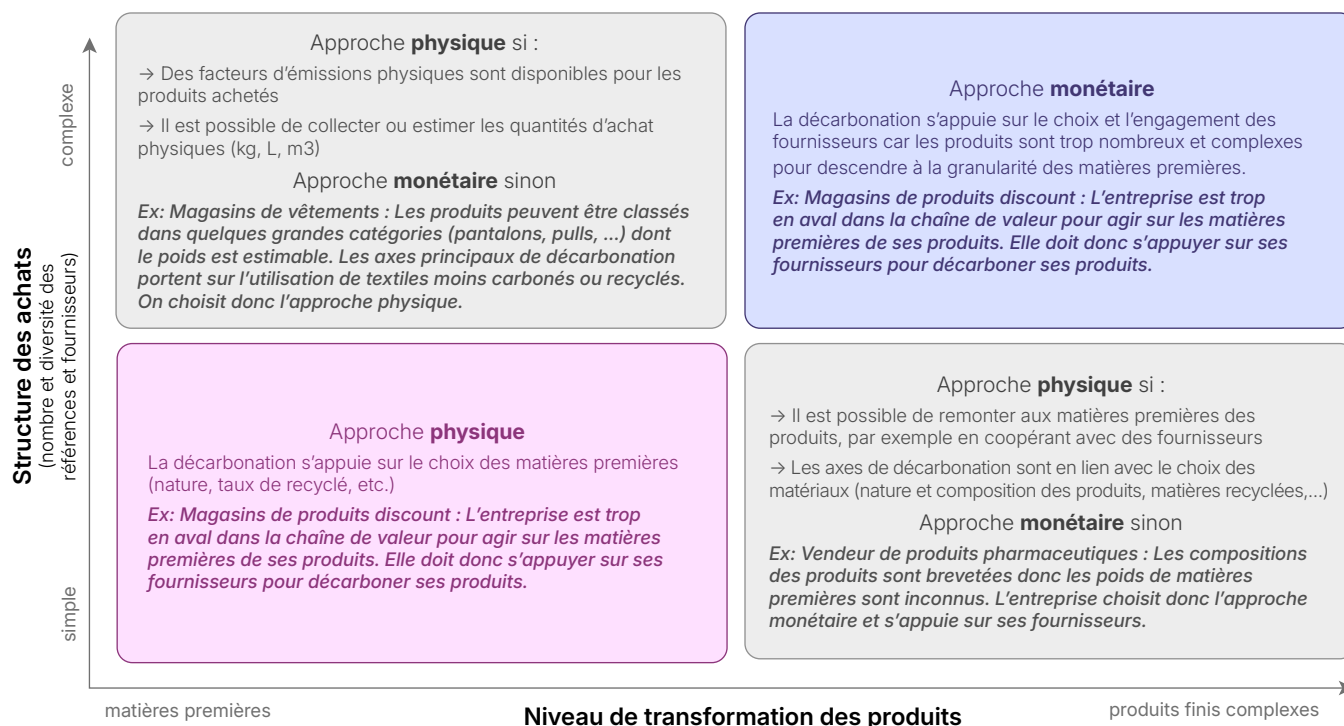 Approche physique si :
→ Des facteurs d’émissions physiques sont disponibles pour les
produits achetés
→ Il est possible de collecter ou estimer les quantités d’achat
physiques (kg, L, m3)
Approche monétaire sinon
Ex: Magasins de vêtements : Les produits peuvent être classés
dans quelques grandes catégories (pantalons, pulls, ...) dont
le poids est estimable. Les axes principaux de décarbonation
portent sur l’utilisation de textiles moins carbonés ou recyclés.
On choisit donc l’approche physique.
Approche monétaire
La décarbonation s’appuie sur le choix et l’engagement des
fournisseurs car les produits sont trop nombreux et complexes
pour descendre à la granularité des matières premières.
Ex: Magasins de produits discount : L’entreprise est trop
en aval dans la chaîne de valeur pour agir sur les matières
premières de ses produits. Elle doit donc s’appuyer sur ses
fournisseurs pour décarboner ses produits.
complexe
Structure des achats
(nombre et diversité des
références et fournisseurs)
simple
Approche physique
La décarbonation s’appuie sur le choix des matières premières
(nature, taux de recyclé, etc.)
Ex: Magasins de produits discount : L’entreprise est trop
en aval dans la chaîne de valeur pour agir sur les matières
premières de ses produits. Elle doit donc s’appuyer sur ses
fournisseurs pour décarboner ses produits.
Approche physique si :
→ Il est possible de remonter aux matières premières des
produits, par exemple en coopérant avec des fournisseurs
→ Les axes de décarbonation sont en lien avec le choix des
matériaux (nature et composition des produits, matières recyclées,...)
Approche monétaire sinon
Ex: Vendeur de produits pharmaceutiques : Les compositions
des produits sont brevetées donc les poids de matières
premières sont inconnus. L’entreprise choisit donc l’approche
monétaire et s’appuie sur ses fournisseurs.
matières premières
Niveau de transformation des produits
produits finis complexes